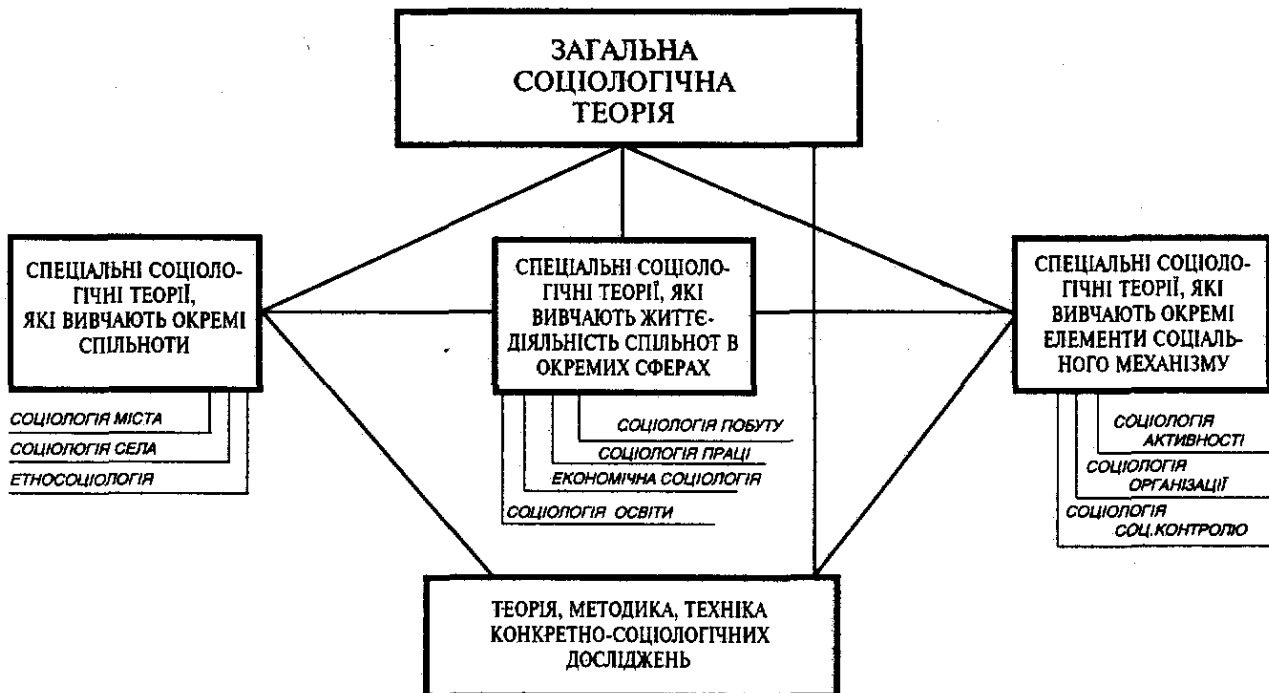 ЗАГАЛЬНА
СОЦІОЛОГІЧНА
ТЕОРІЯ
СПЕЦІАЛЬНІ СОЦІОЛО-
ГІЧНІ ТЕОРІЇ,
ЯКІ ВИВЧАЮТЬ ОКРЕМІ
СПІЛЬНОТИ
СОЦІОЛОГІЯ МІСТА
СОЦІОЛОГІЯ СЕЛА
ЕТНОСОЦІОЛОГІЯ
СПЕЦІАЛЬНІ СОЦІОЛО-
ГІЧНІ ТЕОРІЇ, ЯКІ
ВИВЧАЮТЬ ЖИТТЄ-
ДІЯЛЬНІСТЬ СПІЛЬНОТ В
ОКРЕМИХ СФЕРАХ
СОЦІОЛОГІЯ ПОБУТУ
СОЦІОЛОГІЯ ПРАЦІ
ЕКОНОМІЧНА СОЦІОЛОГІЯ
СОЦІОЛОГІЯ ОСВІТИ
СПЕЦІАЛЬНІ СОЦІОЛО-
ГІЧНІ ТЕОРІЇ, ЯКІ
ВИВЧАЮТЬ ОКРЕМІ
ЕЛЕМЕНТИ СОЦІАЛЬ-
НОГО МЕХАНІЗМУ
СОЦІОЛОГІЯ
АКТИВНОСТІ
СОЦІОЛОГІЯ
ОРГАНІЗАЦІЇ
СОЦІОЛОГІЯ
СОЦ.КОНТРОЛЮ
ТЕОРІЯ, МЕТОДИКА, ТЕХНІКА
КОНКРЕТНО-СОЦІОЛОГІЧНИХ
ДОСЛІДЖЕНЬ